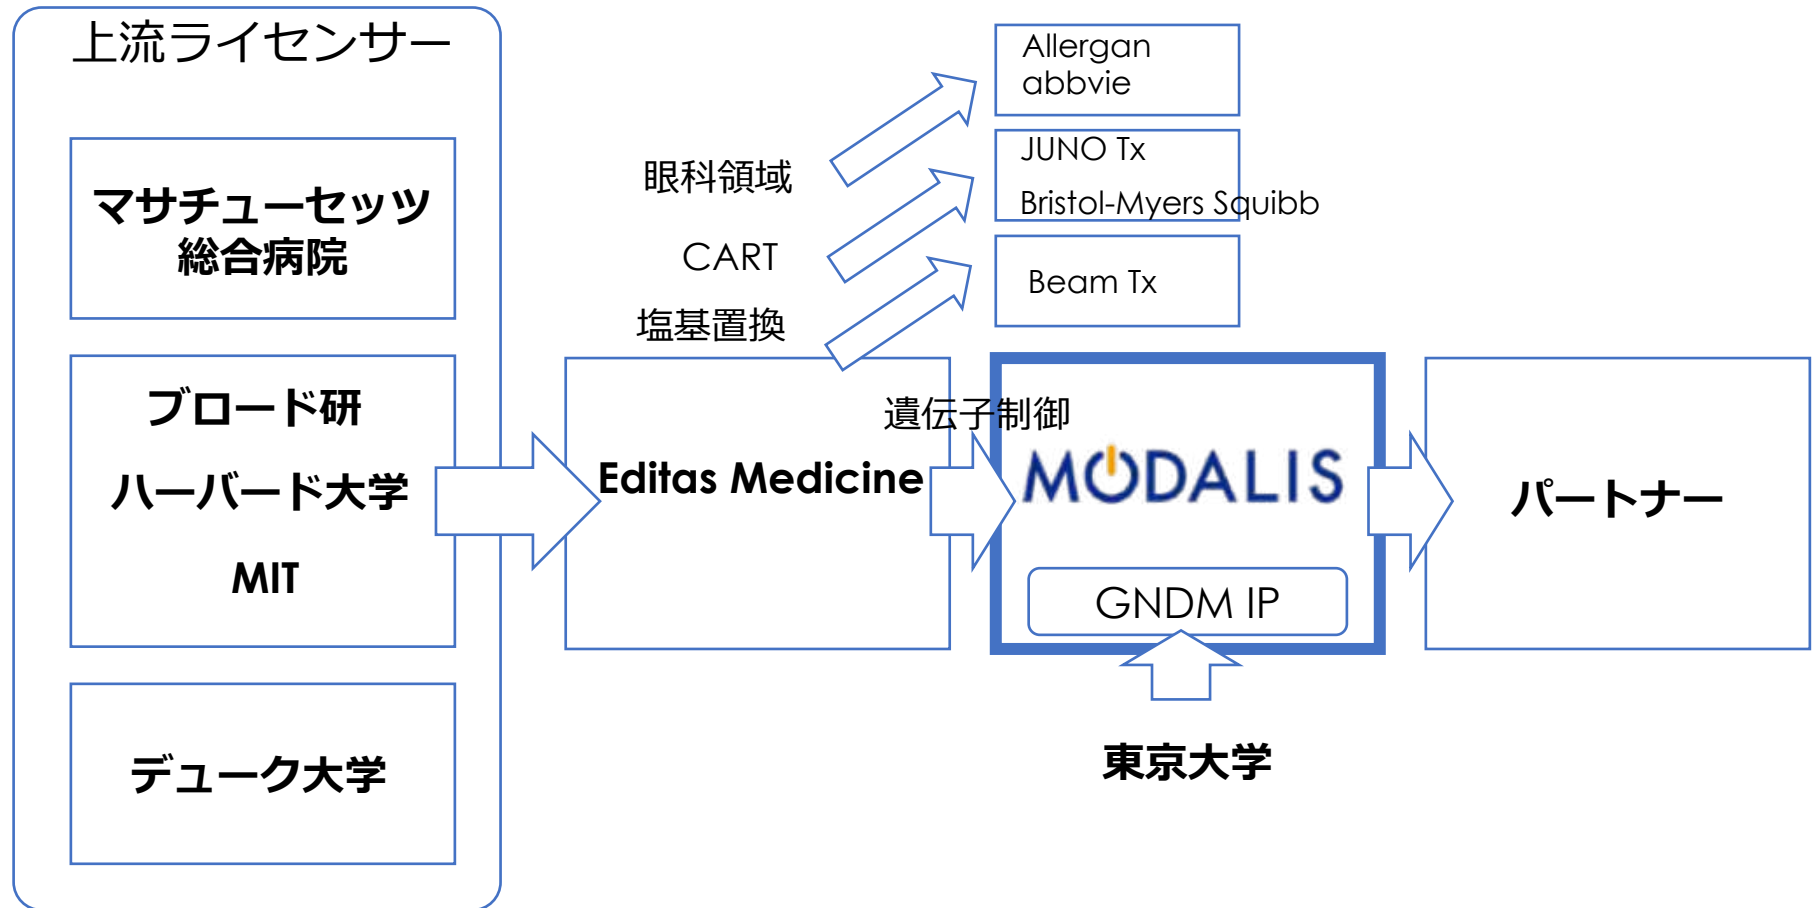 上流ライセンサー
マサチューセッツ
総合病院
ブロード研
ハーバード大学
MIT
デューク大学
Editas Medicine
眼科領域
CART
塩基置換
遺伝子制御
Allergan
abbvie
JUNO Tx
Bristol-Myers Squibb
Beam Tx
MODALIS
GNDM IP
東京大学
パートナー